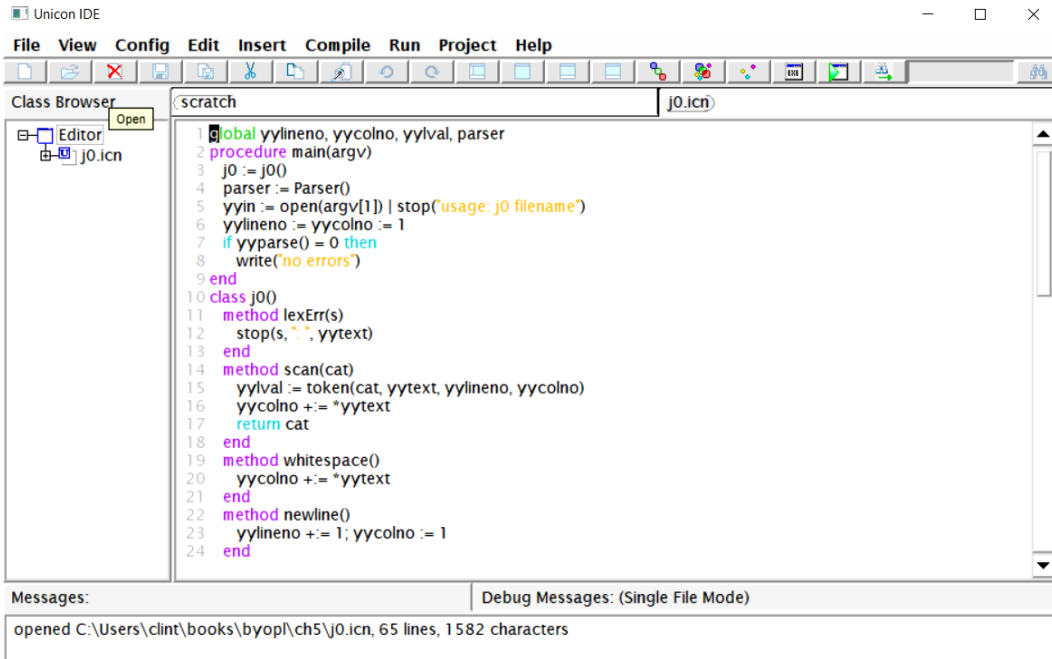 Unicon IDE
File View Config Edit Insert Compile Run Project Help
Class Browser
scratch
j0.icn
Open
Editor
j0.icn
1 global yylineno, yycolno, yylval, parser
2 procedure main(argv)
3 j0 := j0()
4 parser := Parser()
5 yyin := open(argv[1]) | stop("usage: j0 filename")
6 yylineno := yycolno := 1
7 if yyparse() = 0 then
8 write("no errors")
9 end
10 class j0()
11 method lexErr(s)
12 stop(s, ": ", yytext)
13 end
14 method scan(cat)
15 yylval := token(cat, yytext, yylineno, yycolno)
16 yycolno +:= *yytext
17 return cat
18 end
19 method whitespace()
20 yycolno +:= *yytext
21 end
22 method newline()
23 yylineno +:= 1; yycolno := 1
24 end
Messages:
Debug Messages: (Single File Mode)
opened C:\Users\clint\books\byopl\ch5\j0.icn, 65 lines, 1582 characters